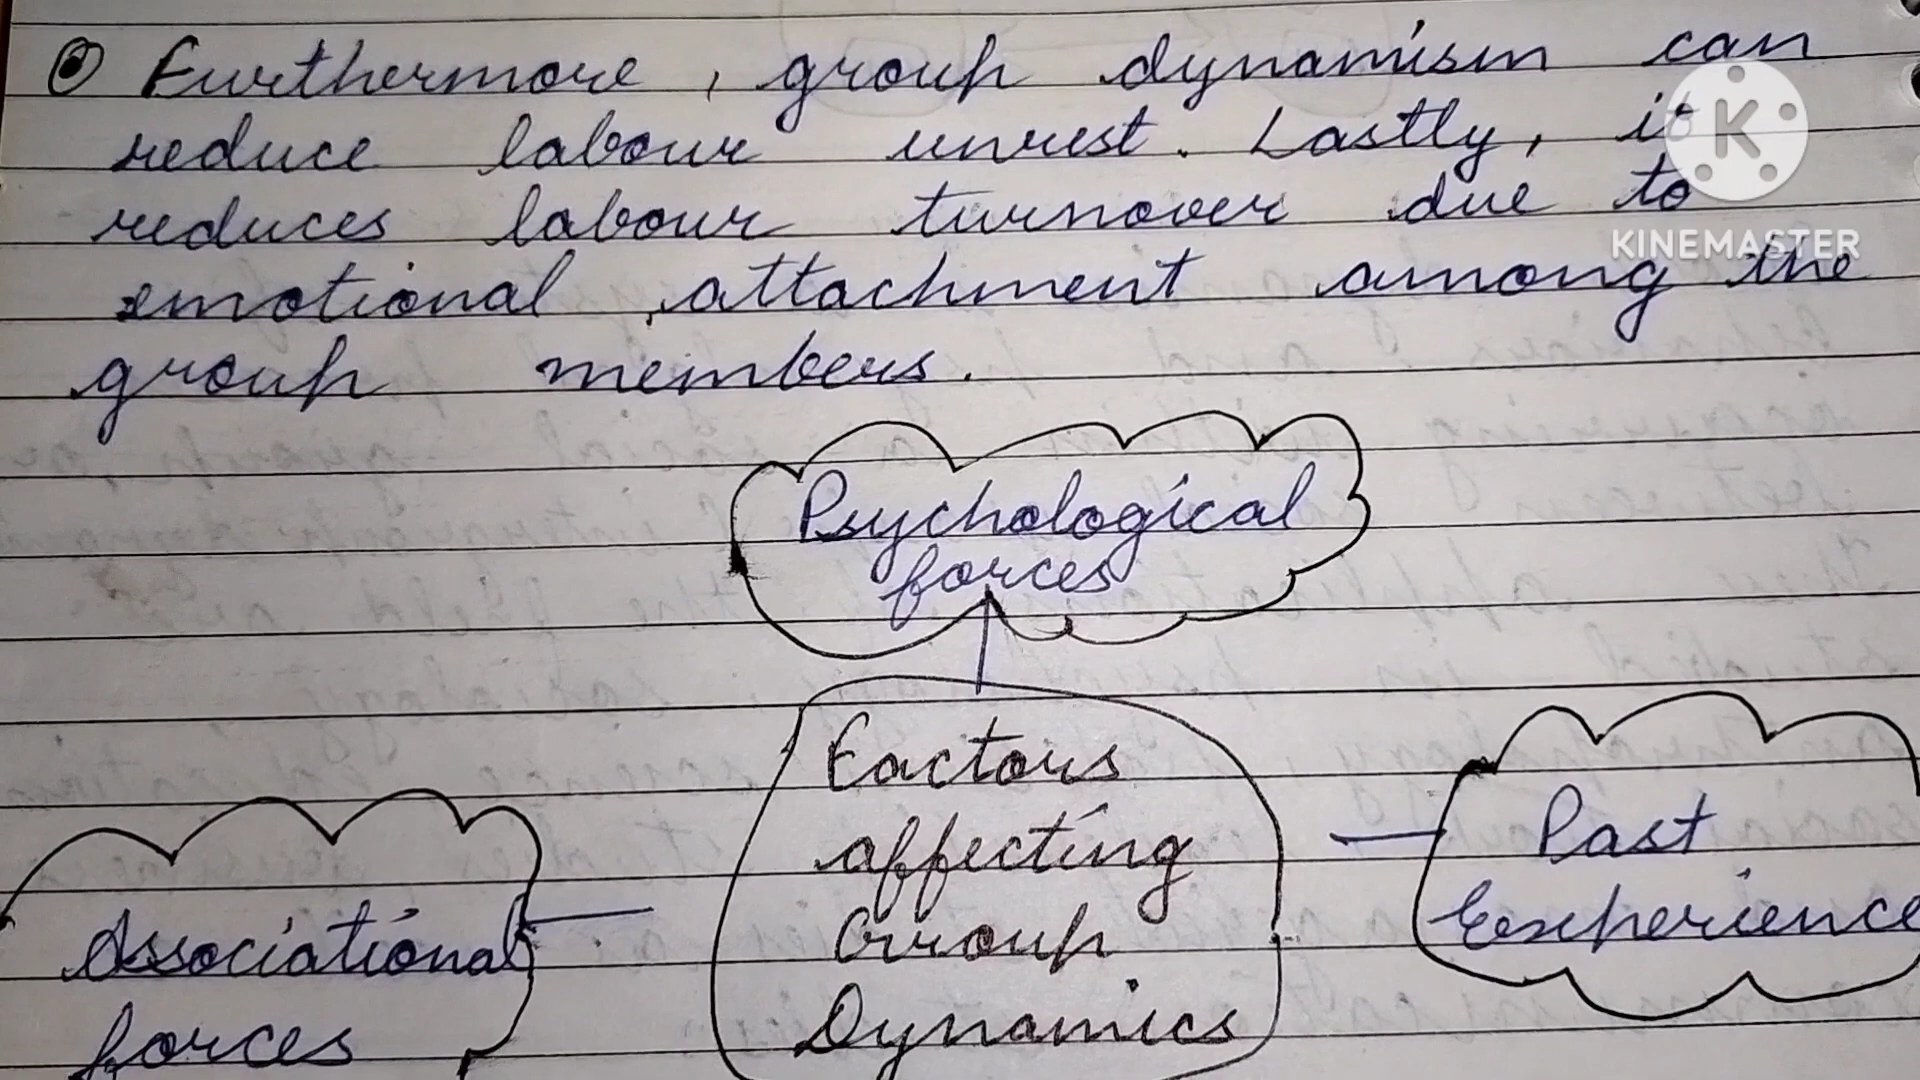 Furthermore, group dynamism can
reduce labour unrest. Lastly, it
reduces labour turnover due to
emotional attachment among the
group members.
Psychological
forces
Factors
affecting
Group
Dynamics
Past
Experience
Associational
forces
K
KINEMASTER